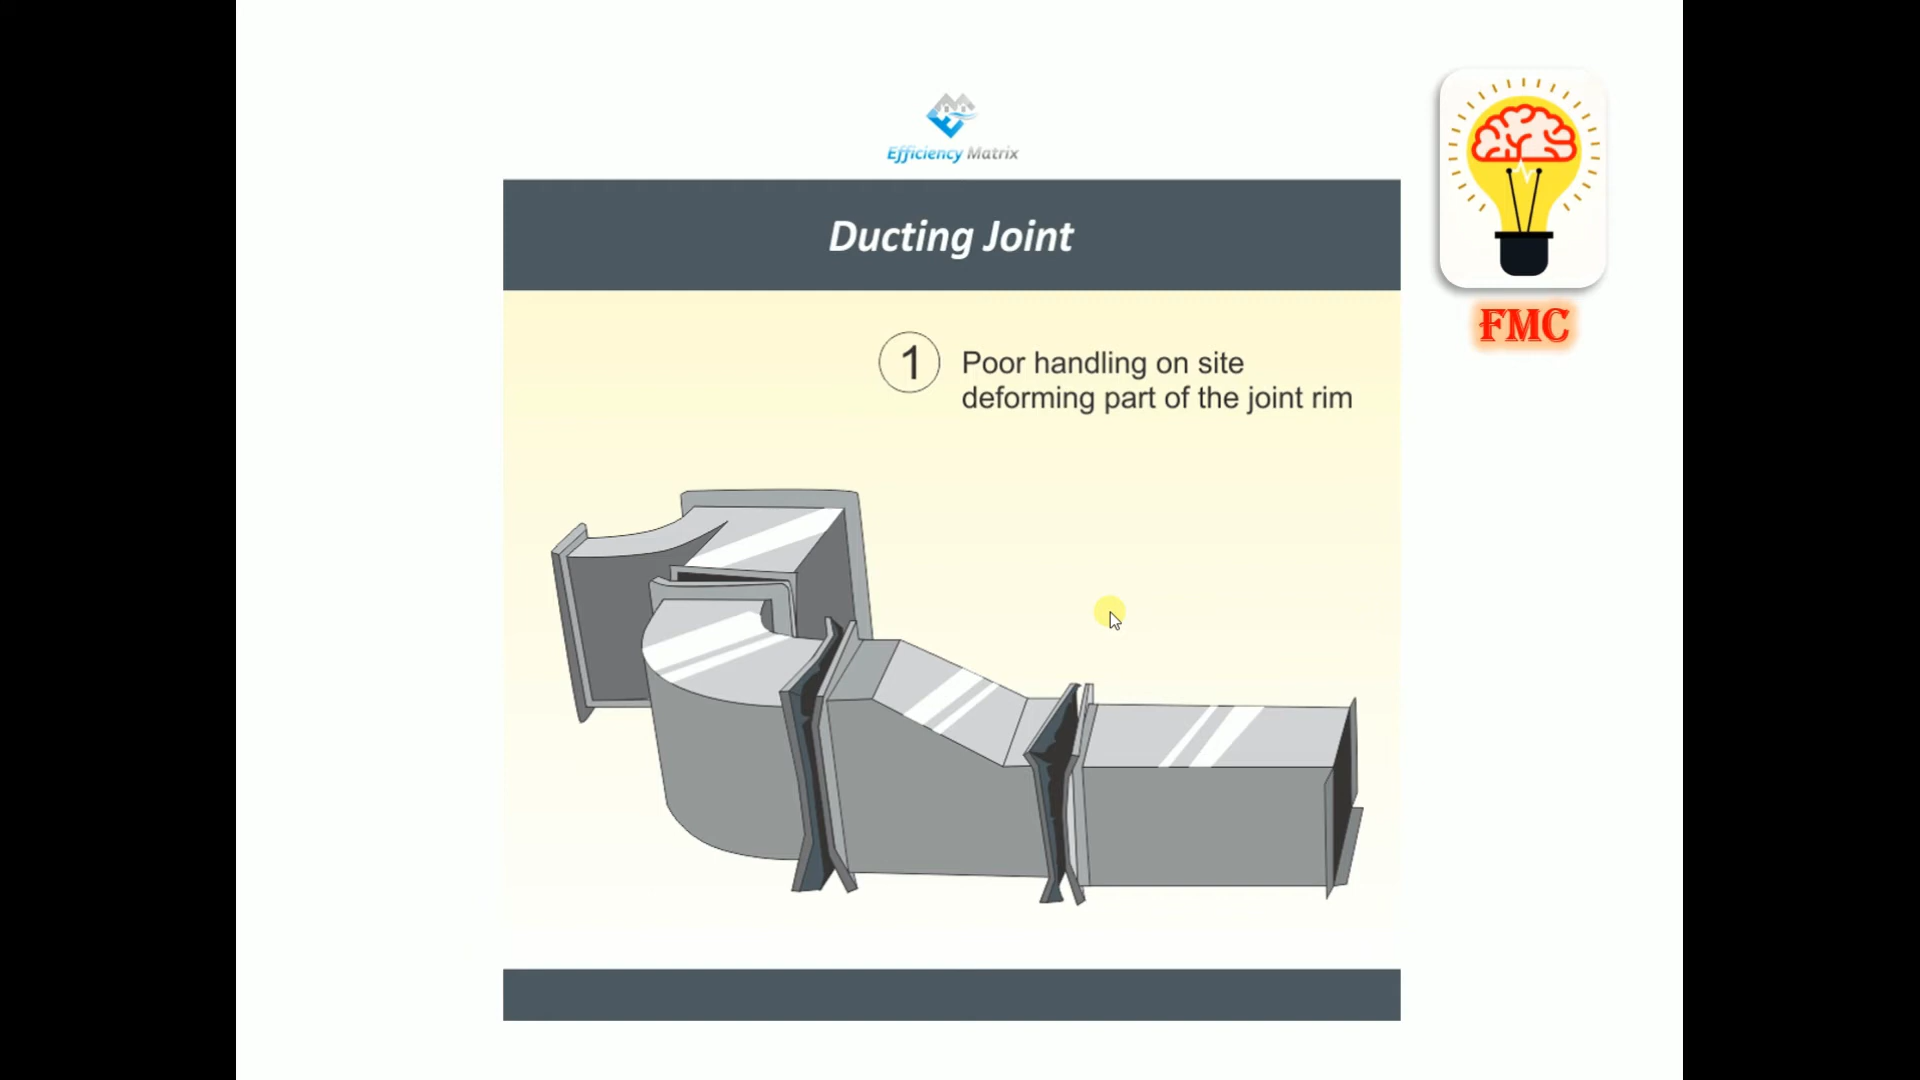 Efficiency Matrix
Ducting Joint
FMC
1 Poor handling on site
deforming part of the joint rim